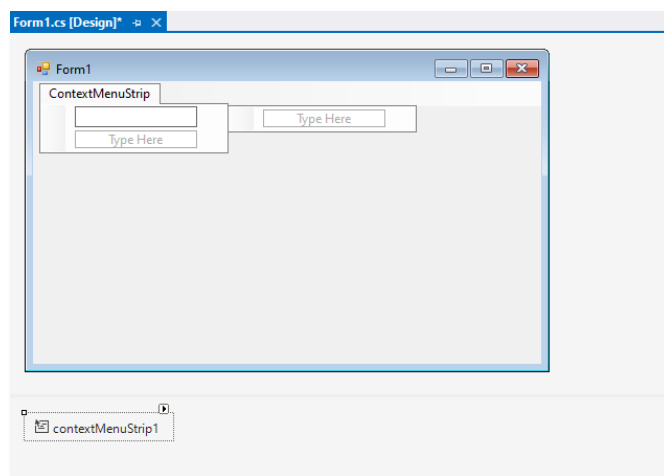 Form1.cs [Design]*
Form1
ContextMenuStrip
Type Here
Type Here
contextMenuStrip1